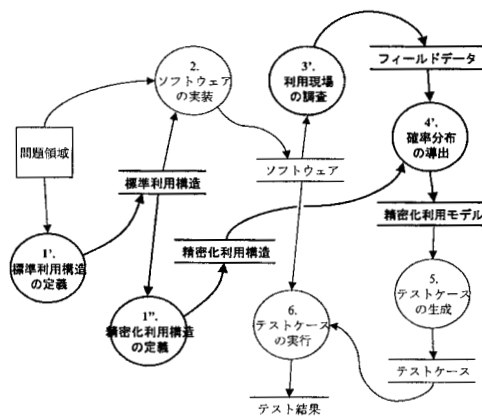 2.
ソフトウェア
の実装
3'.
利用現場
の調査
フィールドデータ
4'.
確率分布
の導出
問題領域
標準利用構造
ソフトウェア
精密化利用モデル
1'.
標準利用構造
の定義
精密化利用構造
1''.
精密化利用構造
の定義
6.
テストケース
の実行
5.
テストケース
の生成
テストケース
テスト結果